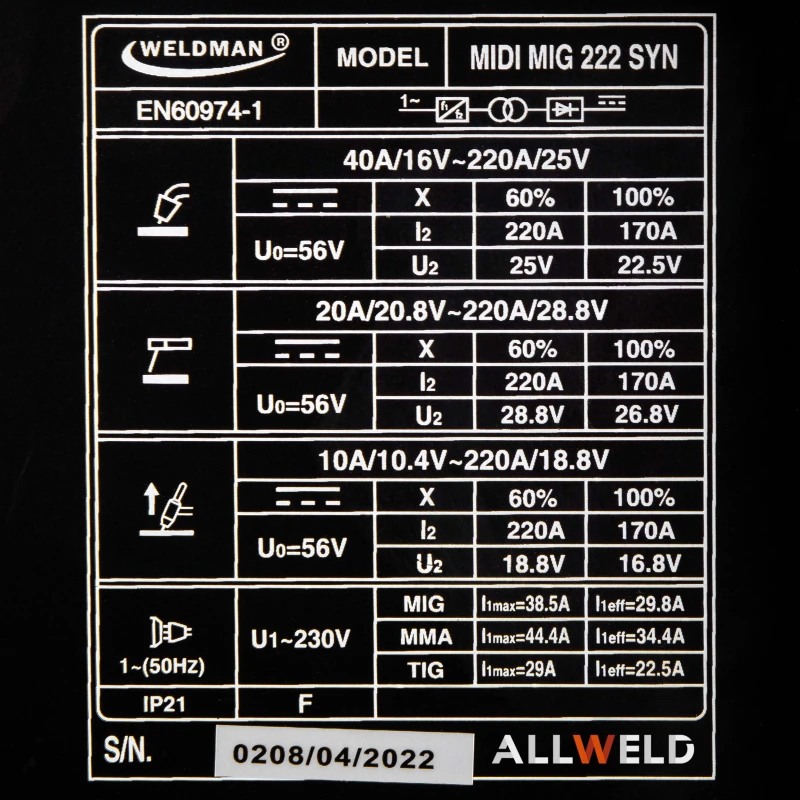 WELDMAN ® MODEL MIDI MIG 222 SYN
EN60974-1 1~ f1 f2
40A/16V~220A/25V
X 60% 100%
U0=56V I2 220A 170A
U2 25V 22.5V
20A/20.8V~220A/28.8V
X 60% 100%
U0=56V I2 220A 170A
U2 28.8V 26.8V
10A/10.4V~220A/18.8V
X 60% 100%
U0=56V I2 220A 170A
U2 18.8V 16.8V
MIG I1max=38.5A I1eff=29.8A
1~(50Hz) U1~230V MMA I1max=44.4A I1eff=34.4A
TIG I1max=29A I1eff=22.5A
IP21 F
S/N. 0208/04/2022 ALLWELD